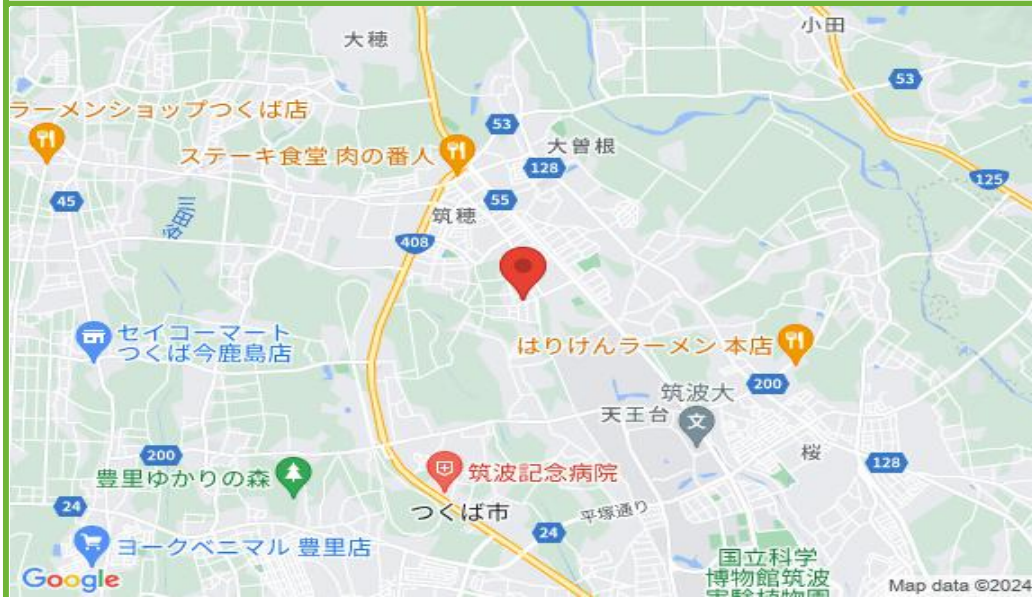 大穂
小田
53
ラーメンショップつくば店
53
ステーキ食堂 肉の番人
大曽根
128
125
45
55
筑穂
408
セイコーマート
つくば今鹿島店
はりけんラーメン 本店
200
筑波大
天王台
文
桜
200
豊里ゆかりの森
筑波記念病院
128
つくば市
平塚通り
24
24
ヨークベニマル 豊里店
国立科学
博物館筑波
実験植物園
Google
Map data ©2024